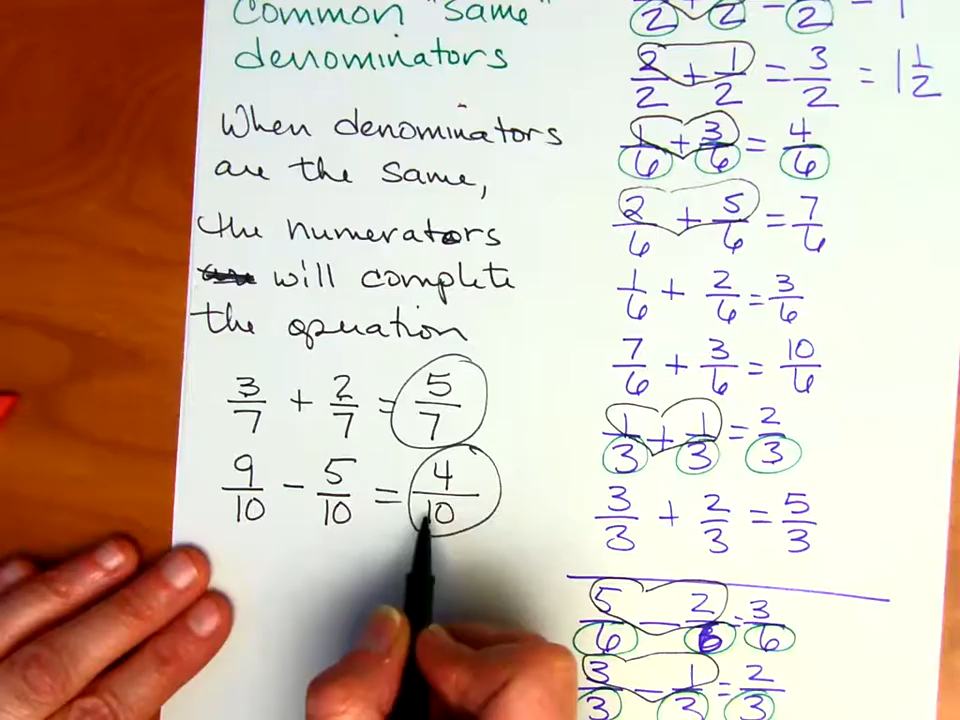 Common "same"
denominators
When denominators
are the same,
the numerators
will complete
the operation
3/7 + 2/7 = 5/7
9/10 - 5/10 = 4/10
2/2 + 1/2 = 3/2 = 1 1/2
1/6 + 3/6 = 4/6
2/6 + 5/6 = 7/6
1/6 + 2/6 = 3/6
7/6 + 3/6 = 10/6
1/3 + 1/3 = 2/3
3/3 + 2/3 = 5/3
5/6 - 2/6 = 3/6
3/3 - 1/3 = 2/3